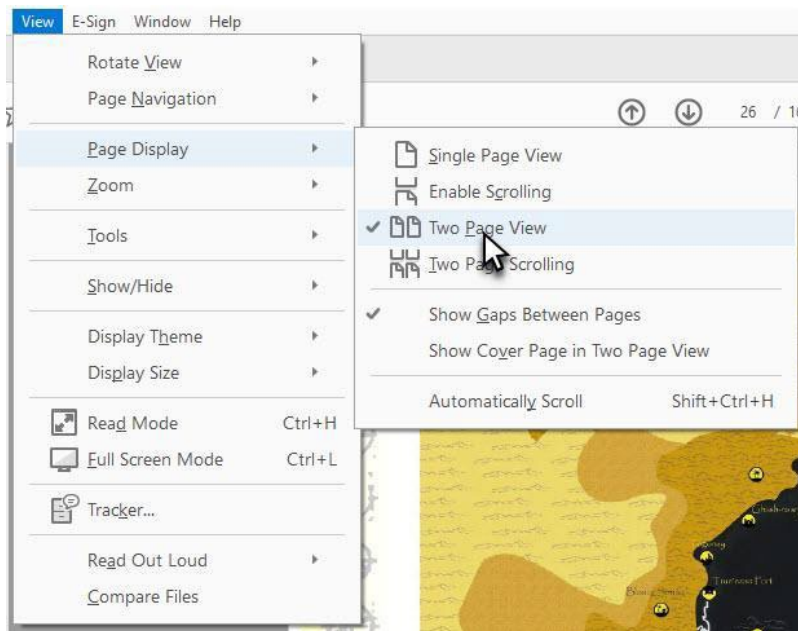 View E-Sign Window Help
Rotate View
Page Navigation
26 / 1
Page Display
Single Page View
Zoom
Enable Scrolling
Two Page View
Tools
Two Page Scrolling
Show/Hide
Show Gaps Between Pages
Display Theme
Show Cover Page in Two Page View
Display Size
Automatically Scroll Shift+Ctrl+H
Read Mode Ctrl+H
Full Screen Mode Ctrl+L
Tracker...
Read Out Loud
Compare Files